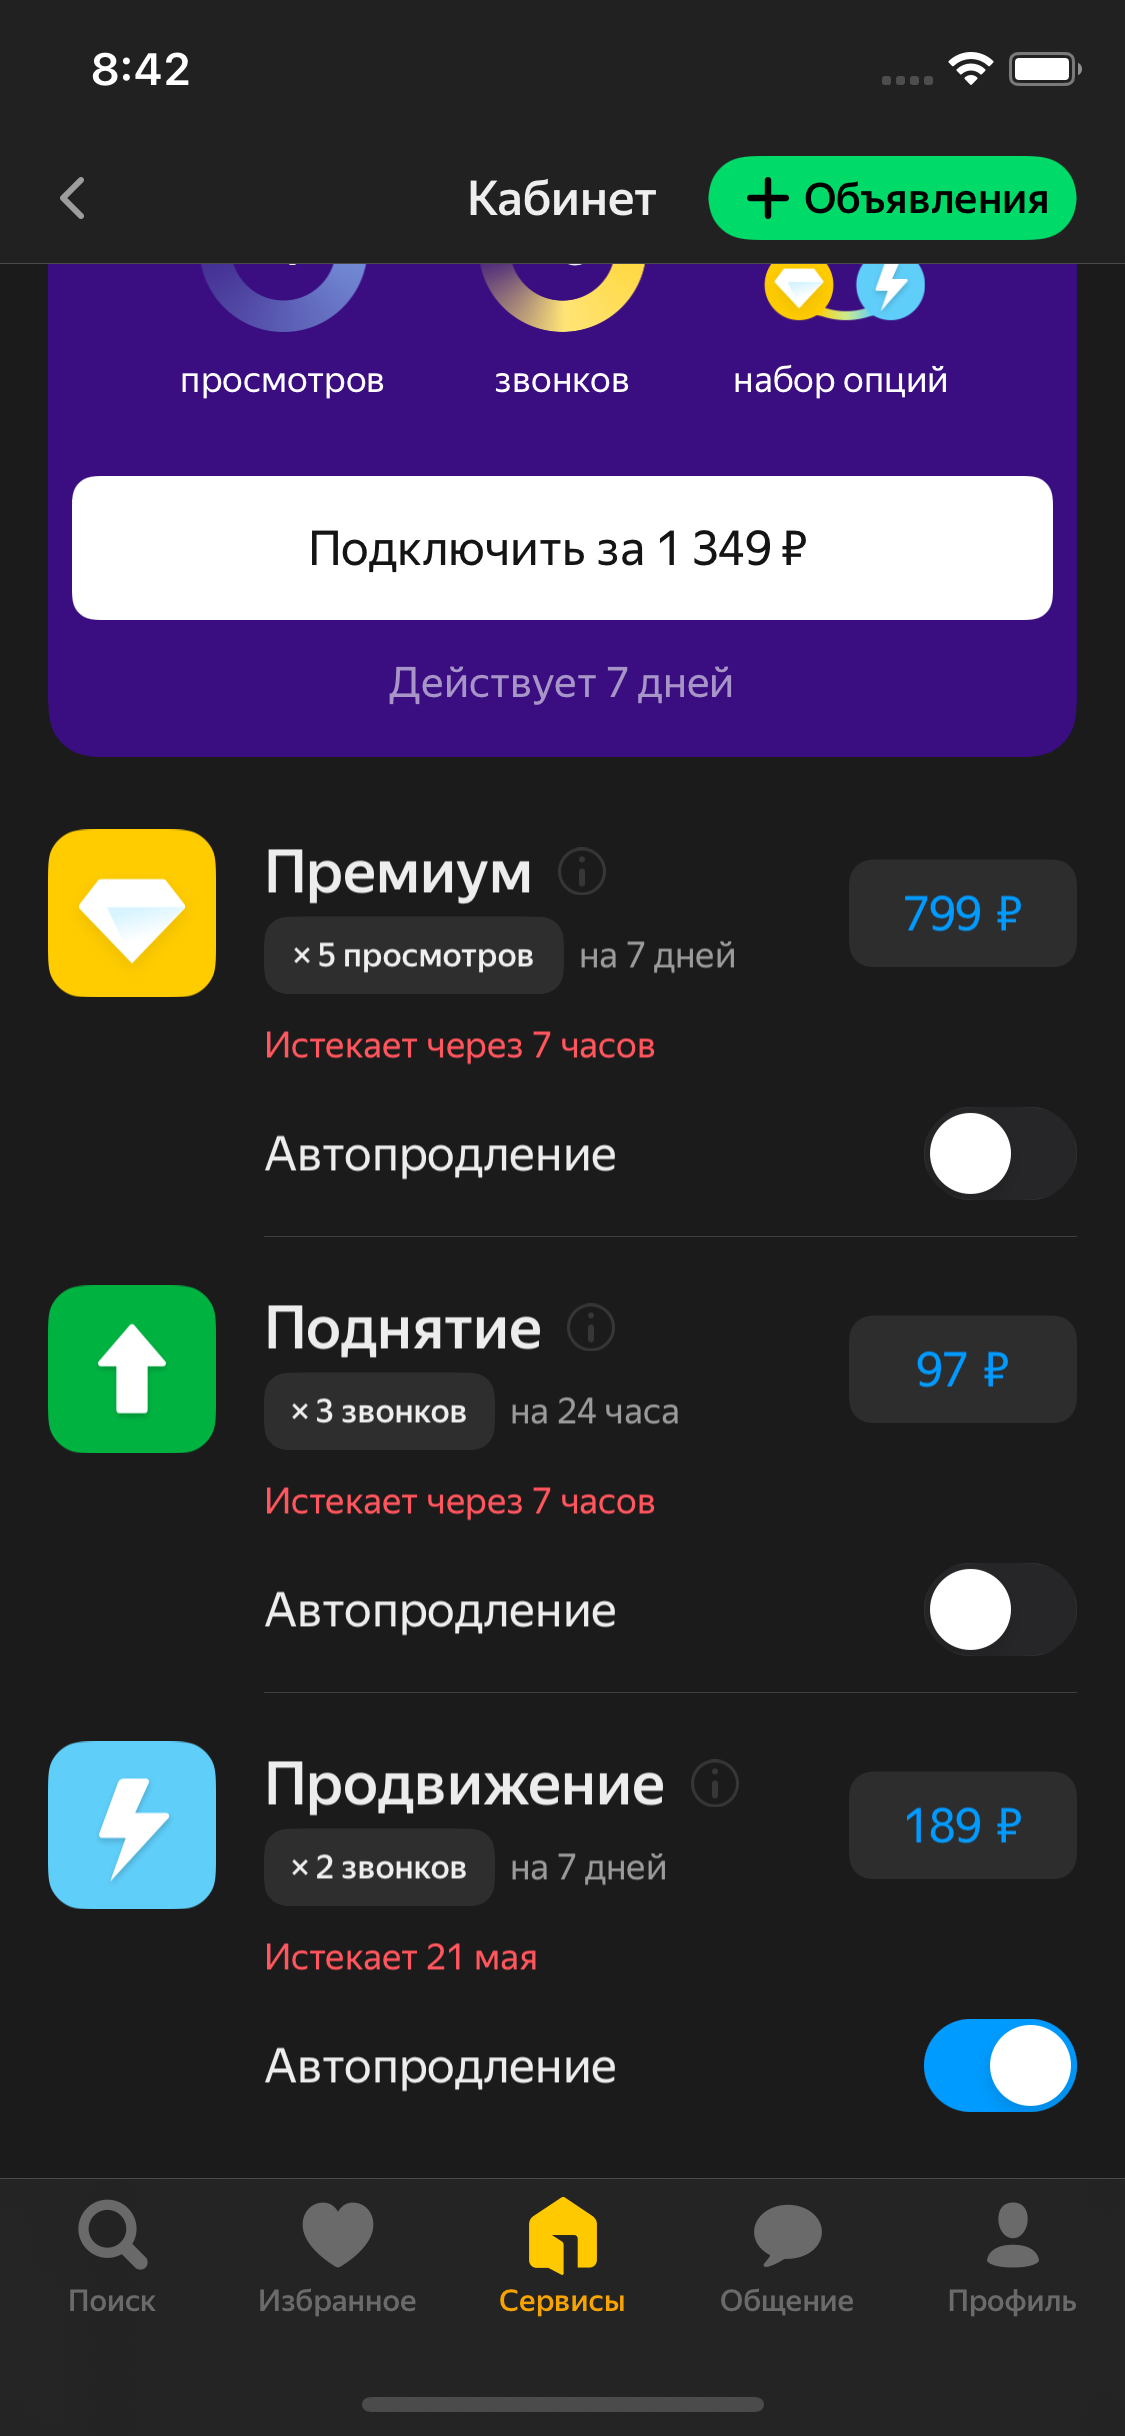 8:42
Кабинет
+ Объявления
просмотров
звонков
набор опций
Подключить за 1 349 ₽
Действует 7 дней
Премиум
× 5 просмотров на 7 дней
799 ₽
Истекает через 7 часов
Автопродление
Поднятие
× 3 звонков на 24 часа
97 ₽
Истекает через 7 часов
Автопродление
Продвижение
× 2 звонков на 7 дней
189 ₽
Истекает 21 мая
Автопродление
Поиск
Избранное
Сервисы
Общение
Профиль